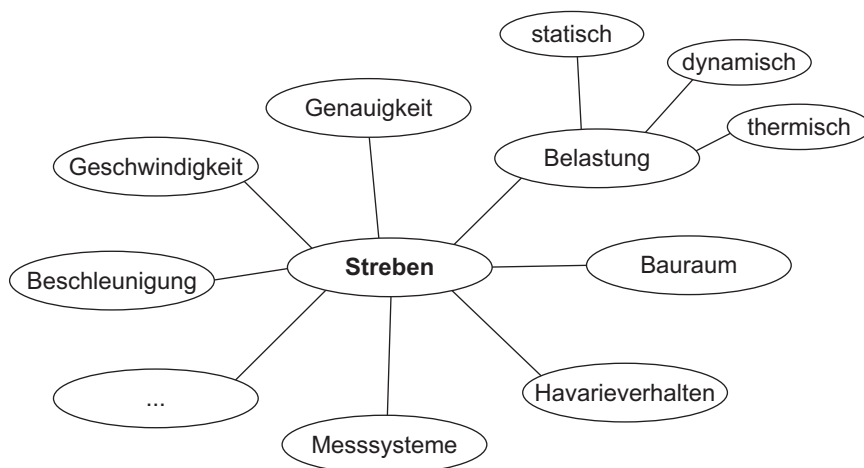 statisch
dynamisch
Genauigkeit
thermisch
Belastung
Geschwindigkeit
Streben
Bauraum
Beschleunigung
...
Havarieverhalten
Messsysteme